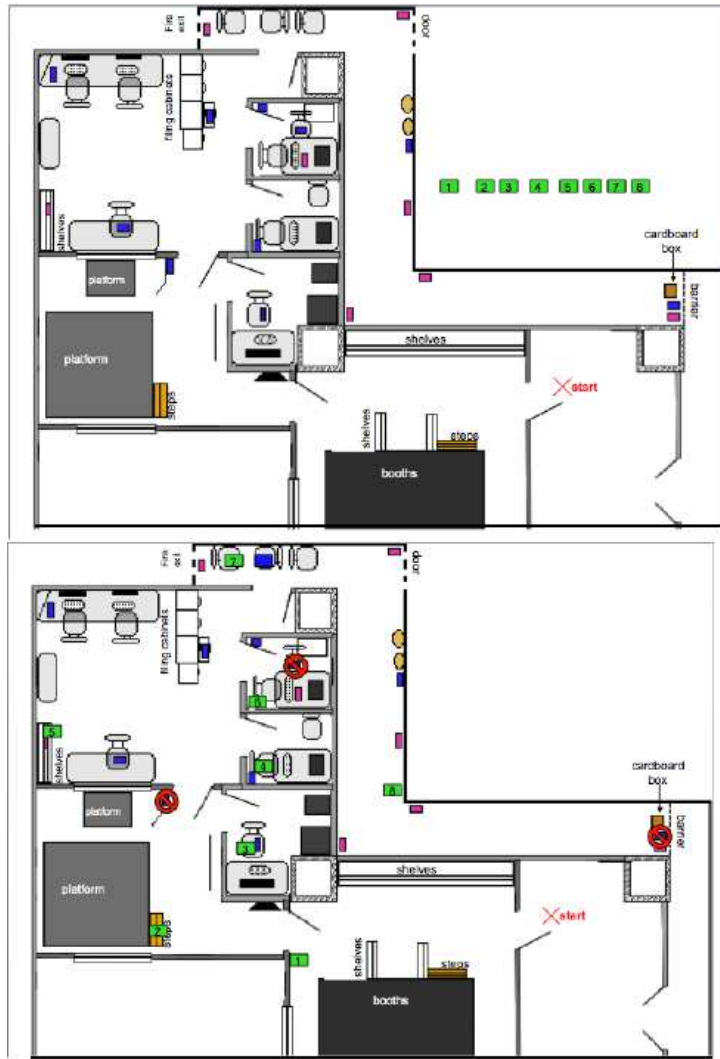 Fire
exit
door
filing cabinets
1
2
3
4
5
6
7
8
shelves
platform
cardboard
box
barrier
platform
steps
shelves
start
shelves
steps
booths
Fire
exit
7
door
filing cabinets
6
5
shelves
4
cardboard
box
platform
8
barrier
3
platform
shelves
2
steps
start
1
shelves
steps
booths